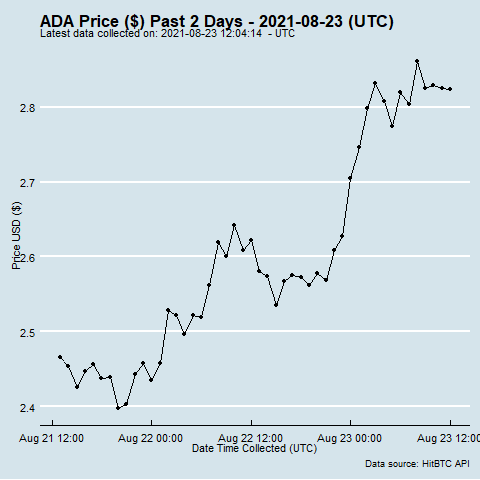 ADA Price ($) Past 2 Days - 2021-08-23 (UTC)
Latest data collected on: 2021-08-23 12:04:14  - UTC
2.8
2.7
2.6
2.5
2.4
Price USD ($)
Aug 21 12:00 Aug 22 00:00 Aug 22 12:00 Aug 23 00:00 Aug 23 12:00
Date Time Collected (UTC)
Data source: HitBTC API